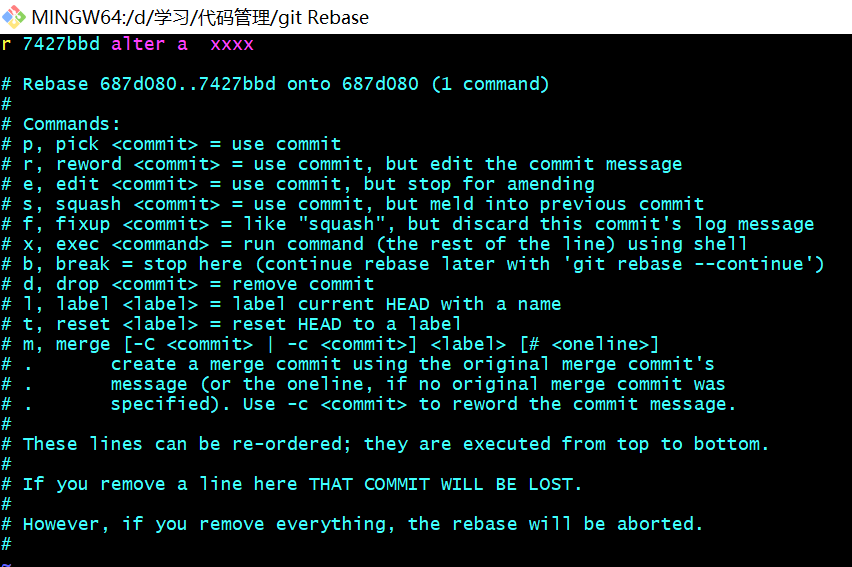 MINGW64:/d/学习/代码管理/git Rebase
r 7427bbd alter a  xxxx
# Rebase 687d080..7427bbd onto 687d080 (1 command)
#
# Commands:
# p, pick <commit> = use commit
# r, reword <commit> = use commit, but edit the commit message
# e, edit <commit> = use commit, but stop for amending
# s, squash <commit> = use commit, but meld into previous commit
# f, fixup <commit> = like "squash", but discard this commit's log message
# x, exec <command> = run command (the rest of the line) using shell
# b, break = stop here (continue rebase later with 'git rebase --continue')
# d, drop <commit> = remove commit
# l, label <label> = label current HEAD with a name
# t, reset <label> = reset HEAD to a label
# m, merge [-C <commit> | -c <commit>] <label> [# <oneline>]
# .       create a merge commit using the original merge commit's
# .       message (or the oneline, if no original merge commit was
# .       specified). Use -c <commit> to reword the commit message.
#
# These lines can be re-ordered; they are executed from top to bottom.
#
# If you remove a line here THAT COMMIT WILL BE LOST.
#
# However, if you remove everything, the rebase will be aborted.
#
~